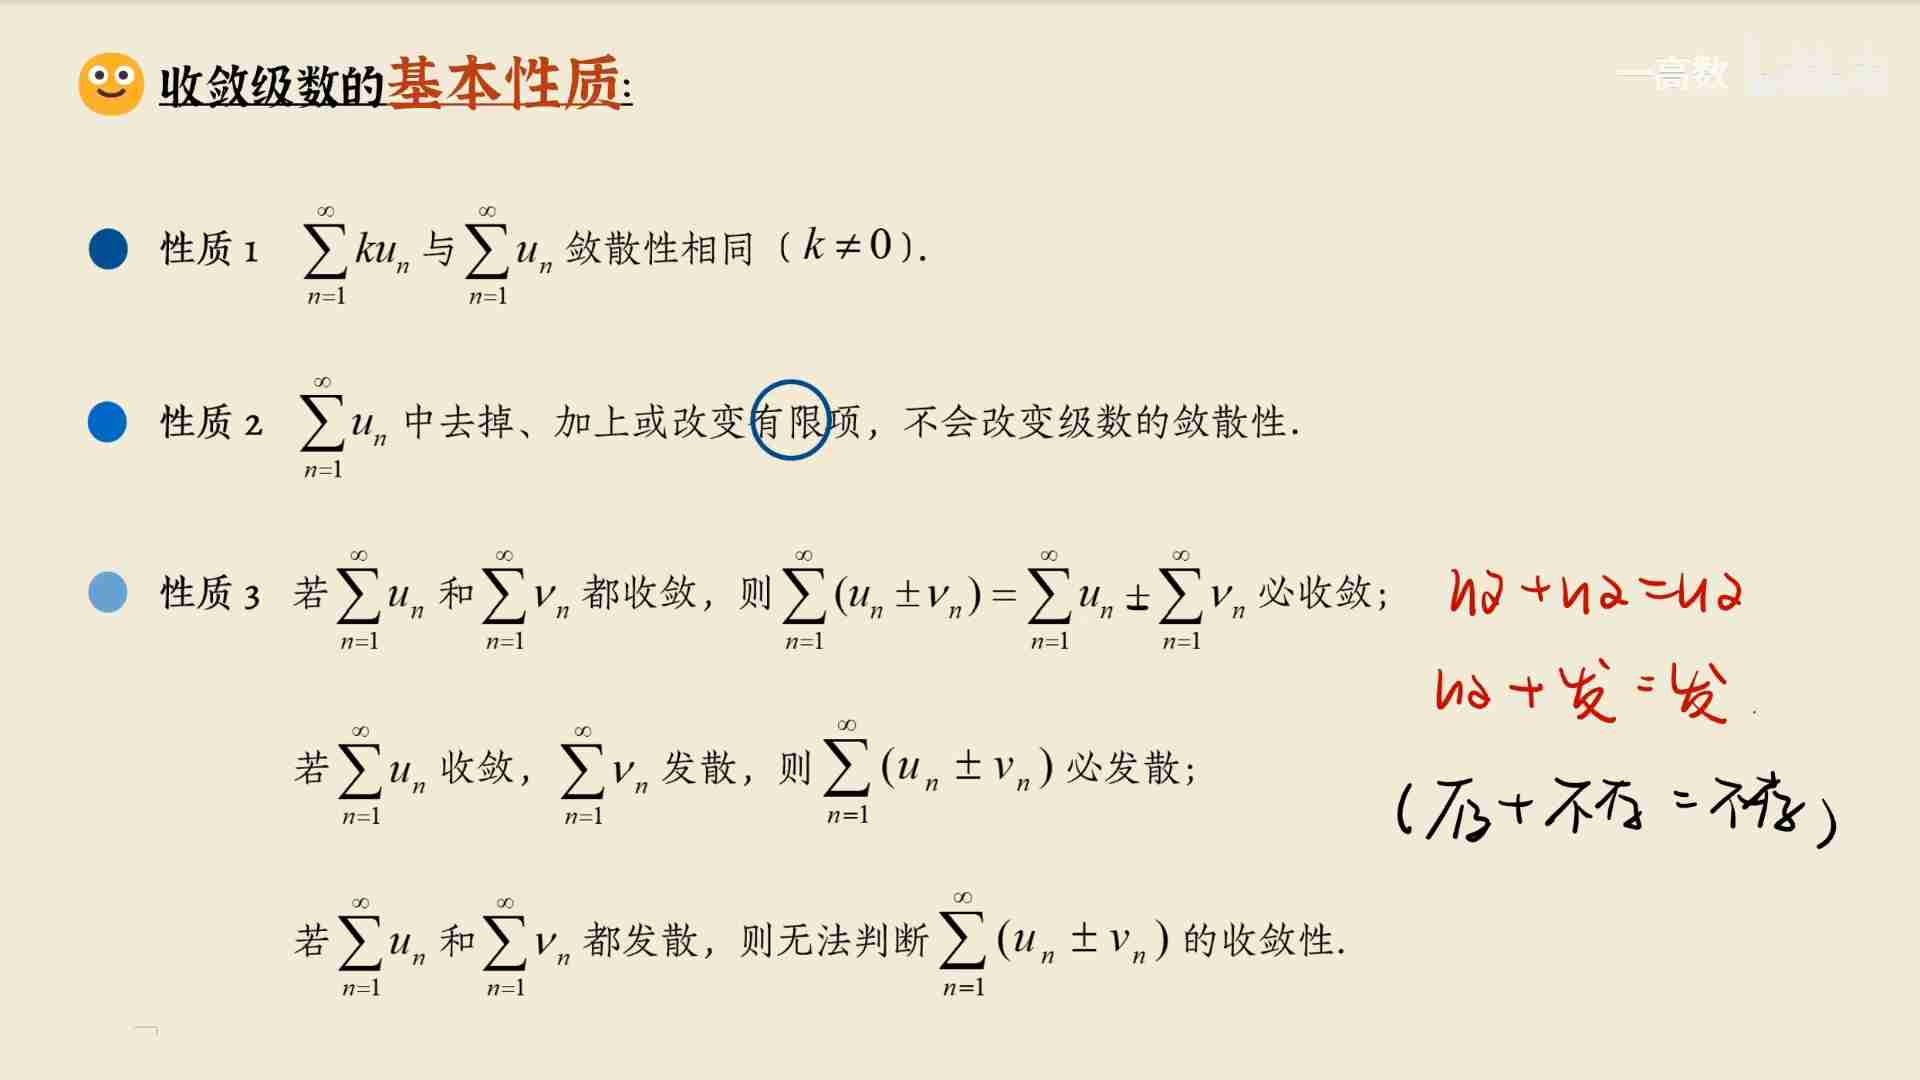 收敛级数的基本性质:
一高数
性质 1 $\sum_{n=1}^{\infty} ku_n$ 与 $\sum_{n=1}^{\infty} u_n$ 敛散性相同（$k \neq 0$）.
性质 2 $\sum_{n=1}^{\infty} u_n$ 中去掉、加上或改变有限项，不会改变级数的敛散性.
性质 3 若 $\sum_{n=1}^{\infty} u_n$ 和 $\sum_{n=1}^{\infty} v_n$ 都收敛，则 $\sum_{n=1}^{\infty} (u_n \pm v_n) = \sum_{n=1}^{\infty} u_n \pm \sum_{n=1}^{\infty} v_n$ 必收敛;
收+收=收
若 $\sum_{n=1}^{\infty} u_n$ 收敛，$\sum_{n=1}^{\infty} v_n$ 发散，则 $\sum_{n=1}^{\infty} (u_n \pm v_n)$ 必发散;
收+发=发
(存+不存=不存)
若 $\sum_{n=1}^{\infty} u_n$ 和 $\sum_{n=1}^{\infty} v_n$ 都发散，则无法判断 $\sum_{n=1}^{\infty} (u_n \pm v_n)$ 的收敛性.